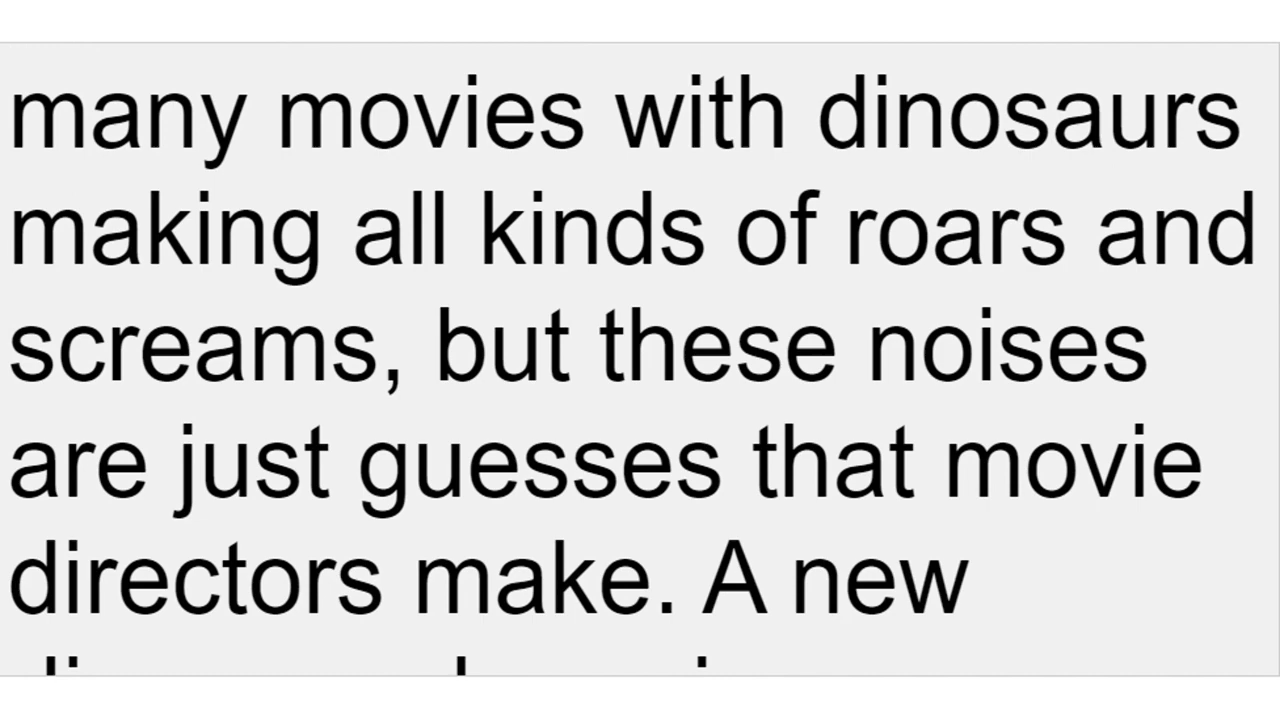 many movies with dinosaurs
making all kinds of roars and
screams, but these noises
are just guesses that movie
directors make. A new